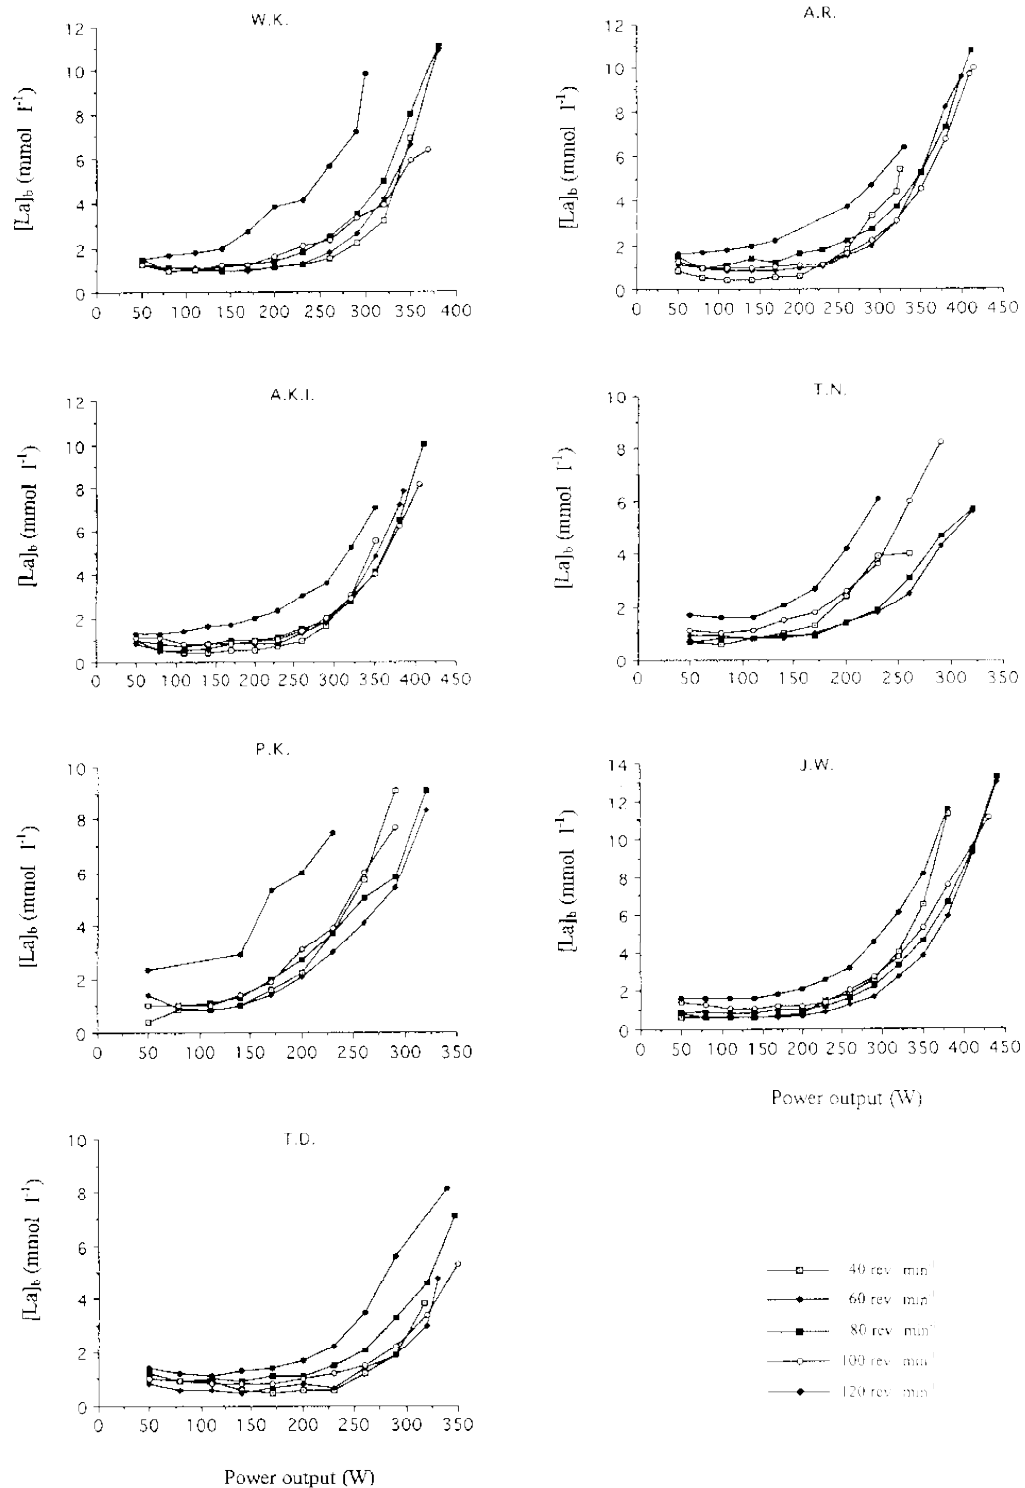 W.K.
[La]b (mmol l-1)
12
10
8
6
4
2
0
0 50 100 150 200 250 300 350 400
A.R.
[La]b (mmol l-1)
12
10
8
6
4
2
0
0 50 100 150 200 250 300 350 400 450
A.K.I.
[La]b (mmol l-1)
12
10
8
6
4
2
0
0 50 100 150 200 250 300 350 400 450
T.N.
[La]b (mmol l-1)
10
8
6
4
2
0
0 50 100 150 200 250 300 350
P.K.
[La]b (mmol l-1)
10
8
6
4
2
0
0 50 100 150 200 250 300 350
J.W.
[La]b (mmol l-1)
14
12
10
8
6
4
2
0
0 50 100 150 200 250 300 350 400 450
Power output (W)
T.D.
[La]b (mmol l-1)
10
8
6
4
2
0
0 50 100 150 200 250 300 350
Power output (W)
40 rev min-1
60 rev min-1
80 rev min-1
100 rev min-1
120 rev min-1